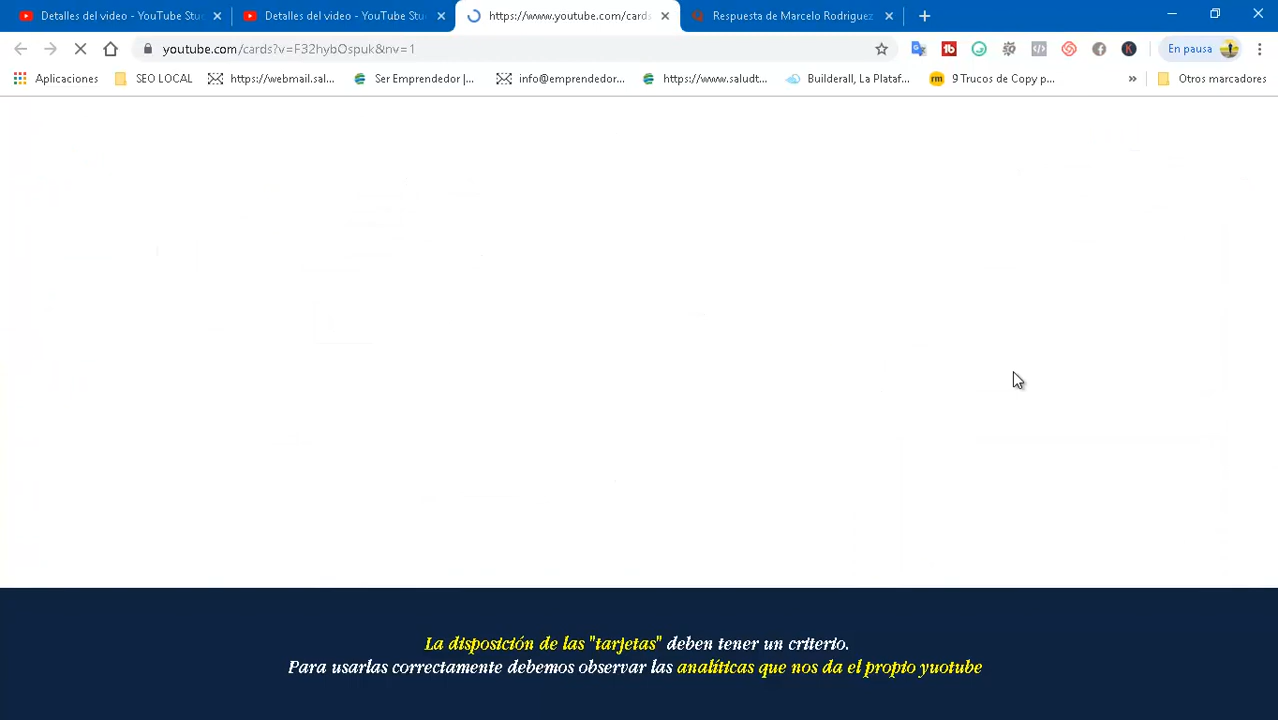 Detalles del video - YouTube Stu
Detalles del video - YouTube Stu
https://www.youtube.com/cards
Respuesta de Marcelo Rodriguez
youtube.com/cards?v=F32hybOspuk&nv=1
En pausa
Aplicaciones
SEO LOCAL
https://webmail.sal...
Ser Emprendedor |...
info@emprendedor...
https://www.saludt...
Builderall, La Plataf...
9 Trucos de Copy p...
»
Otros marcadores
La disposición de las "tarjetas" deben tener un criterio.
Para usarlas correctamente debemos observar las analíticas que nos da el propio yuotube